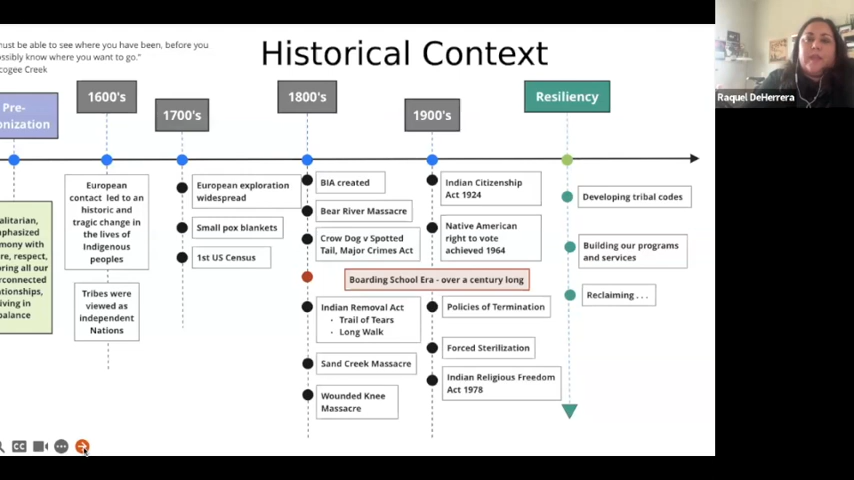 must be able to see where you have been, before you
possibly know where you want to go."
cogee Creek
Historical Context
Pre-
onization
1600's
1700's
1800's
1900's
Resiliency
alitarian,
phasized
mony with
re, respect,
ring all our
rconnected
tionships,
iving in
balance
European
contact led to an
historic and
tragic change in
the lives of
Indigenous
peoples
Tribes were
viewed as
independent
Nations
European exploration
widespread
Small pox blankets
1st US Census
BIA created
Bear River Massacre
Crow Dog v Spotted
Tail, Major Crimes Act
Boarding School Era - over a century long
Indian Removal Act
· Trail of Tears
· Long Walk
Sand Creek Massacre
Wounded Knee
Massacre
Indian Citizenship
Act 1924
Native American
right to vote
achieved 1964
Policies of Termination
Forced Sterilization
Indian Religious Freedom
Act 1978
Developing tribal codes
Building our programs
and services
Reclaiming . . .
CC
Raquel DeHerrera